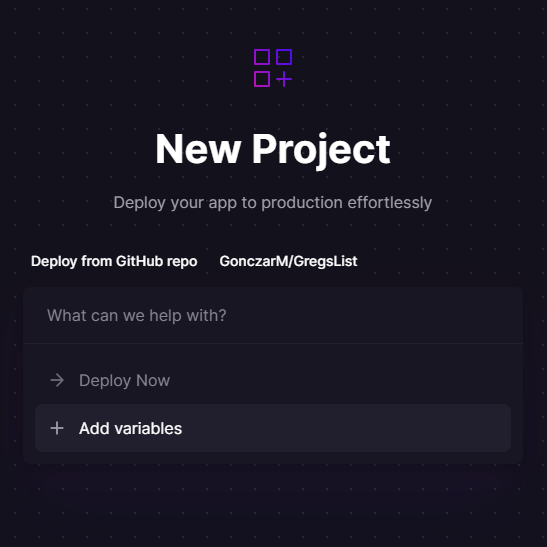 New Project
Deploy your app to production effortlessly
Deploy from GitHub repo GonczarM/GregsList
What can we help with?
Deploy Now
Add variables